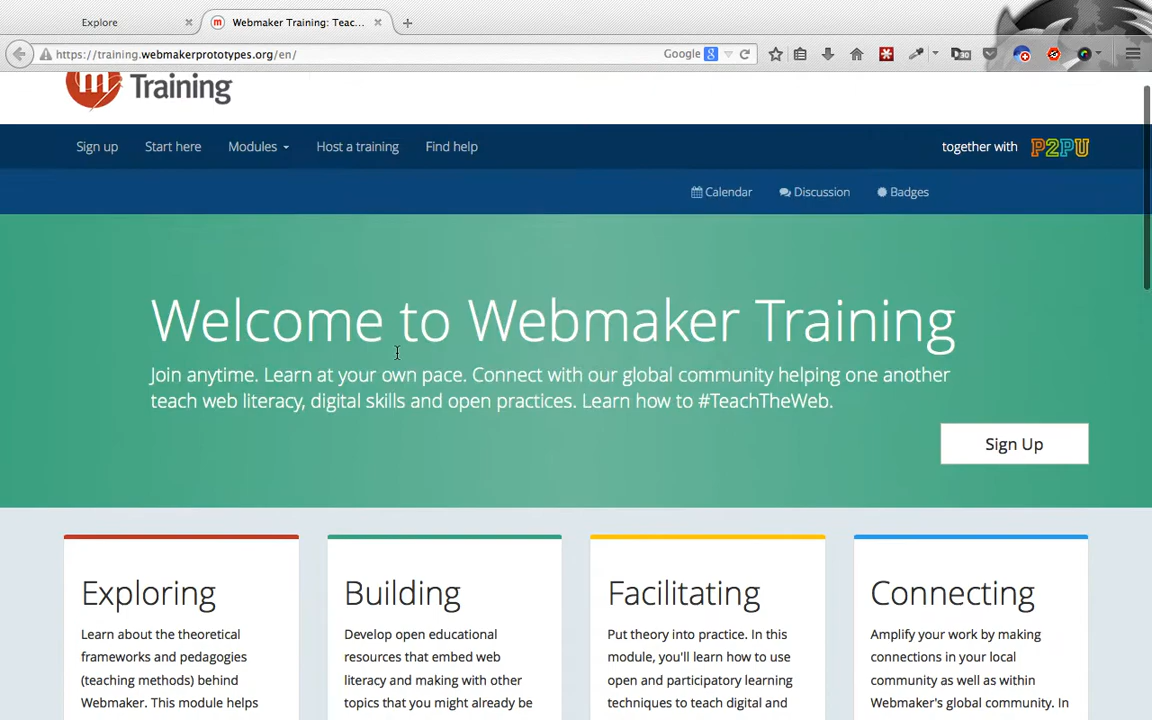 Explore
Webmaker Training: Teac...
https://training.webmakerprototypes.org/en/
Google
m Training
Sign up Start here Modules Host a training Find help together with P2PU
Calendar Discussion Badges
Welcome to Webmaker Training
Join anytime. Learn at your own pace. Connect with our global community helping one another
teach web literacy, digital skills and open practices. Learn how to #TeachTheWeb.
Sign Up
Exploring
Learn about the theoretical
frameworks and pedagogies
(teaching methods) behind
Webmaker. This module helps
Building
Develop open educational
resources that embed web
literacy and making with other
topics that you might already be
Facilitating
Put theory into practice. In this
module, you'll learn how to use
open and participatory learning
techniques to teach digital and
Connecting
Amplify your work by making
connections in your local
community as well as within
Webmaker's global community. In